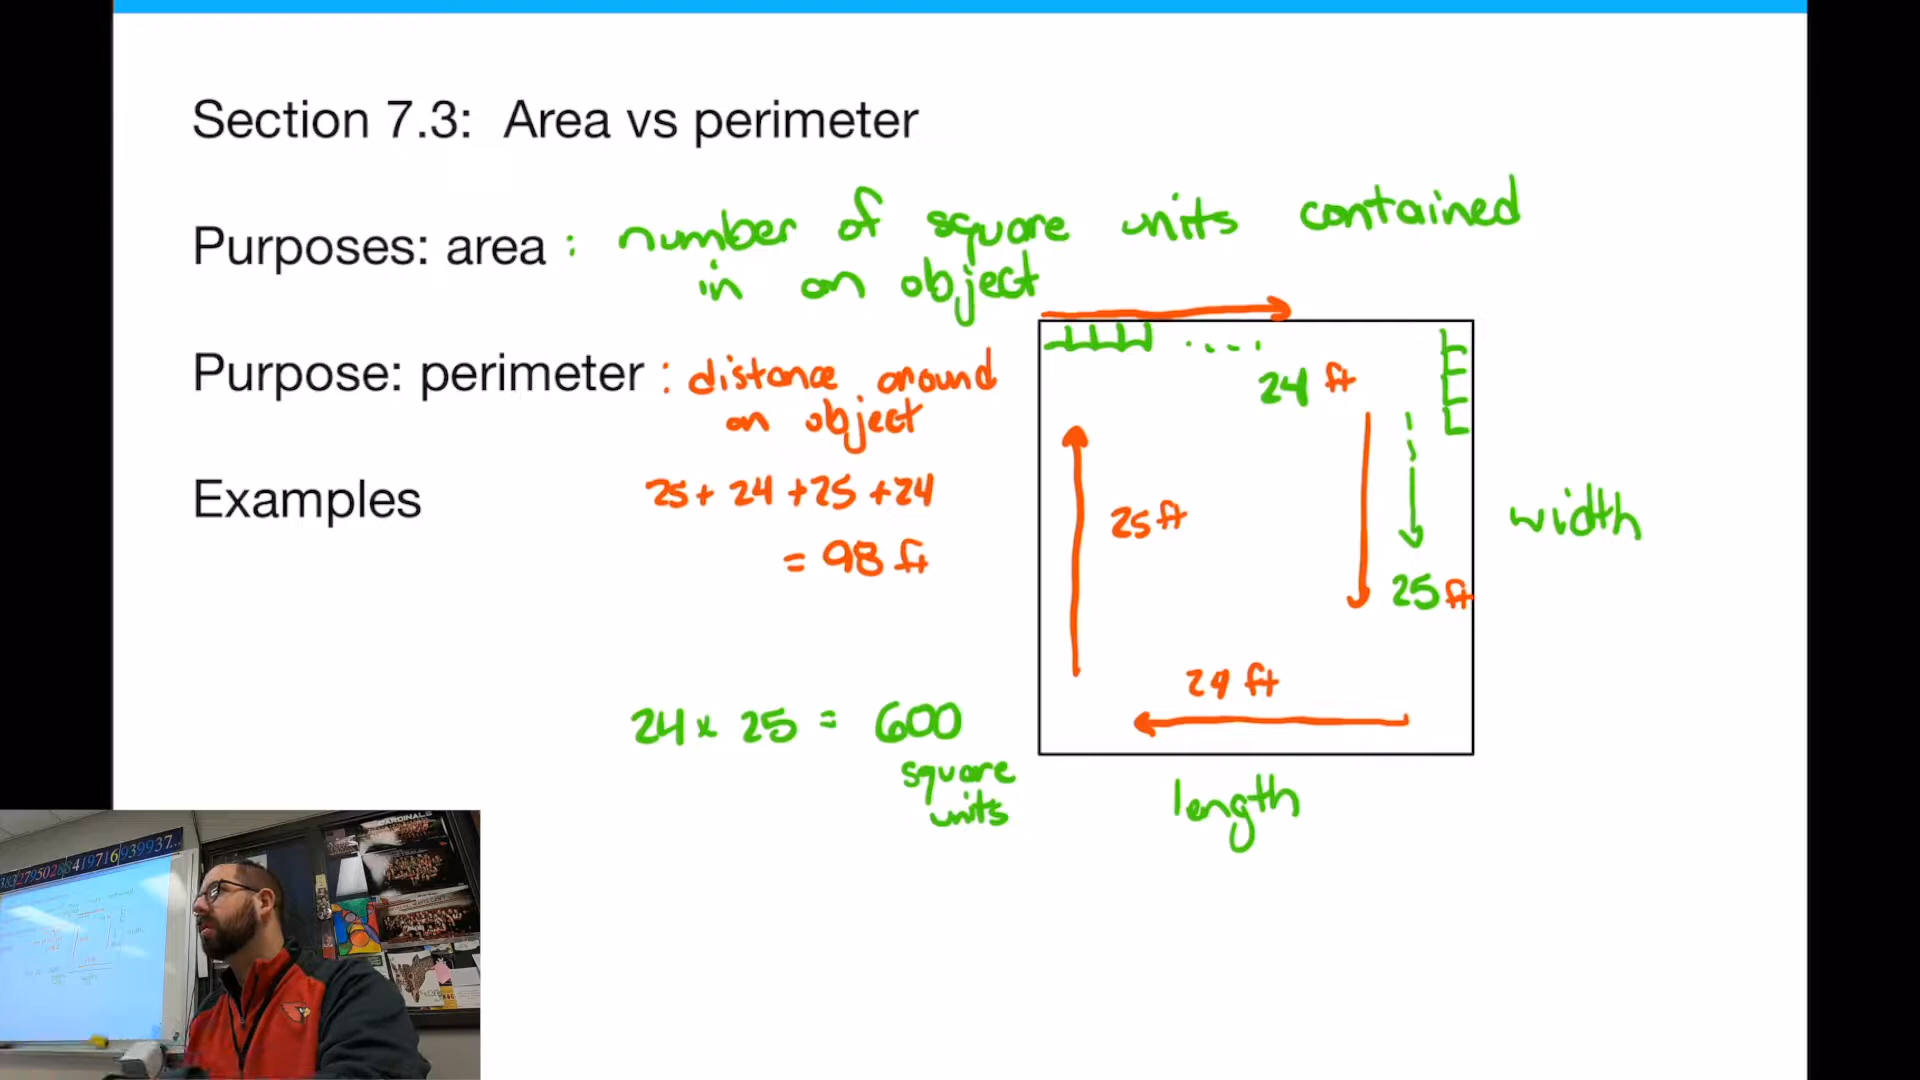 Section 7.3: Area vs perimeter
Purposes: area : number of square units contained
in an object
Purpose: perimeter : distance around
an object
24 ft
Examples
25 + 24 + 25 + 24
= 98 ft
25 ft
width
25 ft
24 ft
24 x 25 = 600
square
units
length
CARDINALS